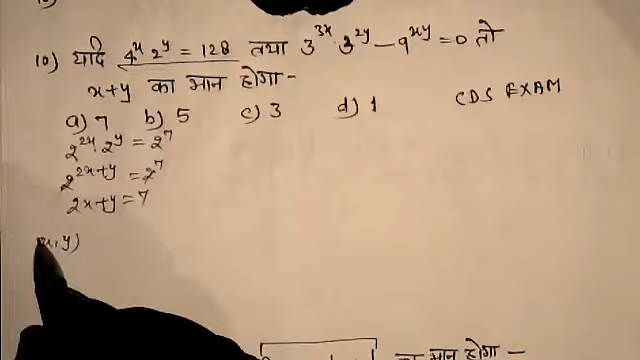 10) यदि 4^x 2^y = 128 तथा 3^3x · 3^2y - 9^xy = 0 तो
x+y का मान होगा -
a) 7 b) 5 c) 3 d) 1 CDS EXAM
2^2x 2^y = 2^7
2^2x+y = 2^7
2x+y = 7
x, y)
का मान होगा -